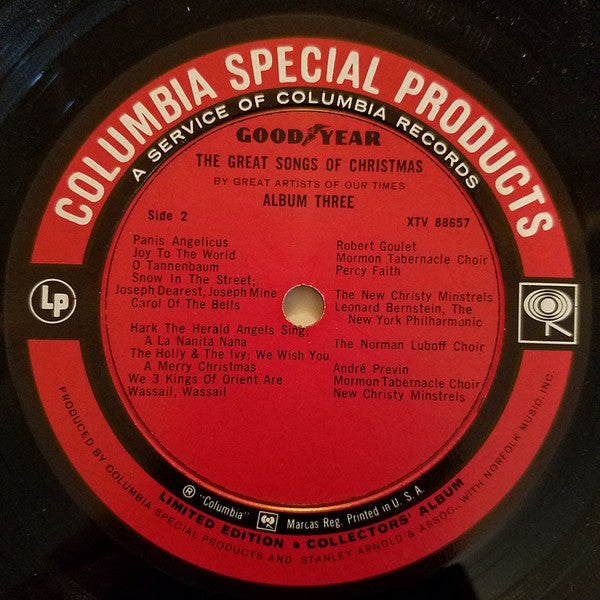 COLUMBIA SPECIAL PRODUCTS
A SERVICE OF COLUMBIA RECORDS
GOOD YEAR
THE GREAT SONGS OF CHRISTMAS
BY GREAT ARTISTS OF OUR TIMES
ALBUM THREE
Side 2 XTV 88657
Panis Angelicus Robert Goulet
Joy To The World Mormon Tabernacle Choir
O Tannenbaum Percy Faith
Snow In The Street;
Joseph Dearest, Joseph Mine The New Christy Minstrels
Carol Of The Bells Leonard Bernstein, The
New York Philharmonic
Hark The Herald Angels Sing;
A La Nanita Nana The Norman Luboff Choir
The Holly & The Ivy; We Wish You
A Merry Christmas André Previn
We 3 Kings Of Orient Are Mormon Tabernacle Choir
Wassail, Wassail New Christy Minstrels
LP
® "Columbia" Marcas Reg. Printed in U. S. A.
LIMITED EDITION • COLLECTORS' ALBUM
PRODUCED BY COLUMBIA SPECIAL PRODUCTS AND STANLEY ARNOLD & ASSOC. WITH NORFOLK MUSIC, INC.